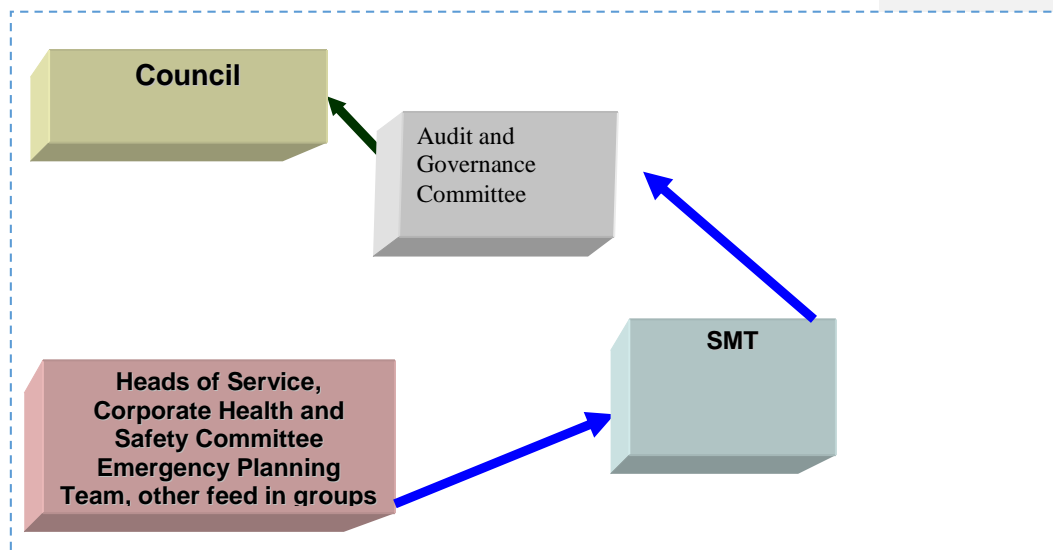 Council
Audit and
Governance
Committee
SMT
Heads of Service,
Corporate Health and
Safety Committee
Emergency Planning
Team, other feed in groups